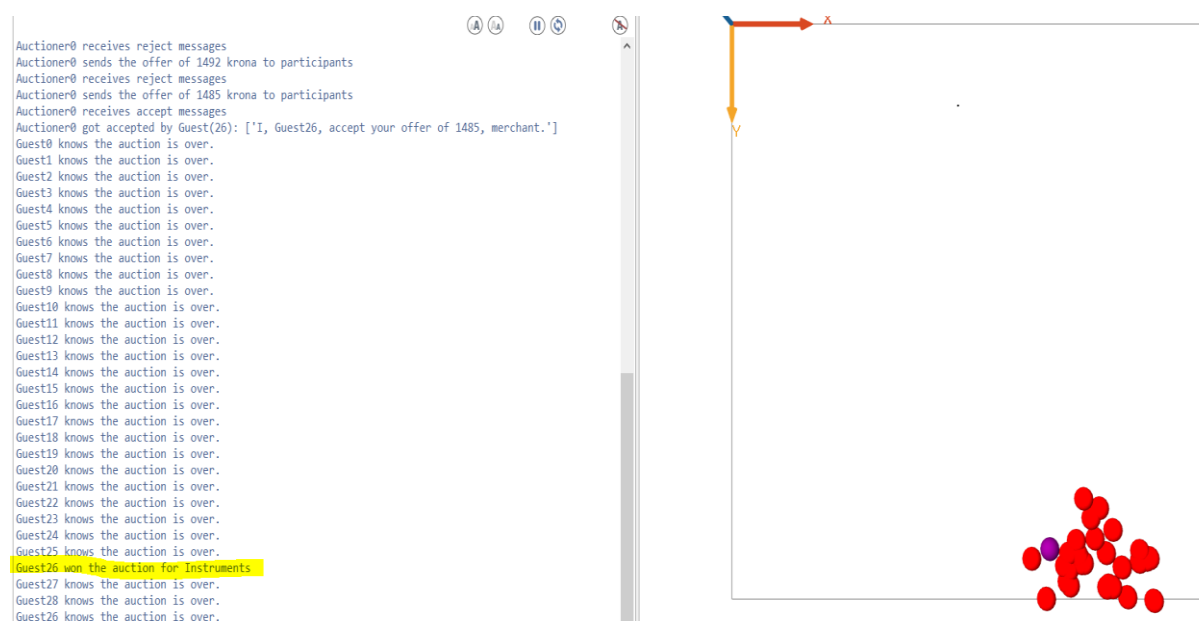 Auctioner0 receives reject messages
Auctioner0 sends the offer of 1492 krona to participants
Auctioner0 receives reject messages
Auctioner0 sends the offer of 1485 krona to participants
Auctioner0 receives accept messages
Auctioner0 got accepted by Guest(26): ['I, Guest26, accept your offer of 1485, merchant.']
Guest0 knows the auction is over.
Guest1 knows the auction is over.
Guest2 knows the auction is over.
Guest3 knows the auction is over.
Guest4 knows the auction is over.
Guest5 knows the auction is over.
Guest6 knows the auction is over.
Guest7 knows the auction is over.
Guest8 knows the auction is over.
Guest9 knows the auction is over.
Guest10 knows the auction is over.
Guest11 knows the auction is over.
Guest12 knows the auction is over.
Guest13 knows the auction is over.
Guest14 knows the auction is over.
Guest15 knows the auction is over.
Guest16 knows the auction is over.
Guest17 knows the auction is over.
Guest18 knows the auction is over.
Guest19 knows the auction is over.
Guest20 knows the auction is over.
Guest21 knows the auction is over.
Guest22 knows the auction is over.
Guest23 knows the auction is over.
Guest24 knows the auction is over.
Guest25 knows the auction is over.
Guest26 won the auction for Instruments
Guest27 knows the auction is over.
Guest28 knows the auction is over.
Guest26 knows the auction is over.
X
Y